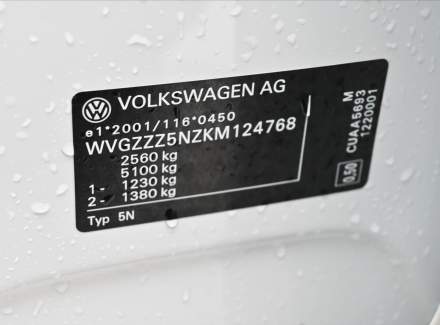 VOLKSWAGEN AG
e1*2001/116*0450
WVGZZZ5NZKM124768
2560 kg
5100 kg
1- 1230 kg
2- 1380 kg
Typ 5N
0.50
CUAA5693
M
1220001